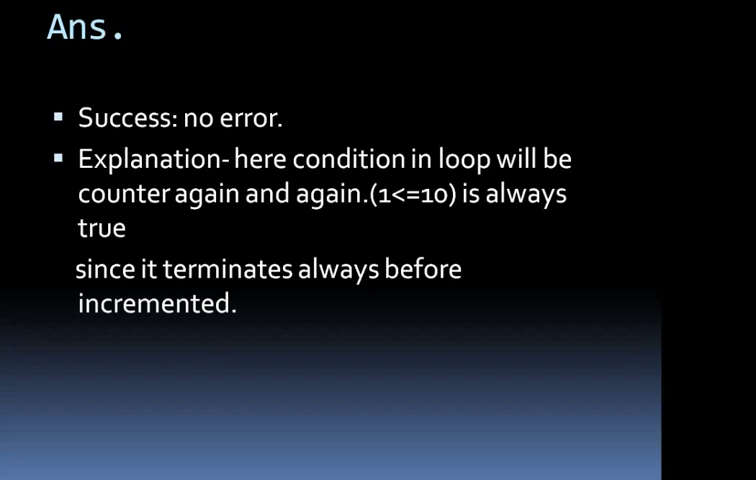 Ans.
▪ Success: no error.
▪ Explanation- here condition in loop will be
counter again and again.(1<=10) is always
true
since it terminates always before
incremented.